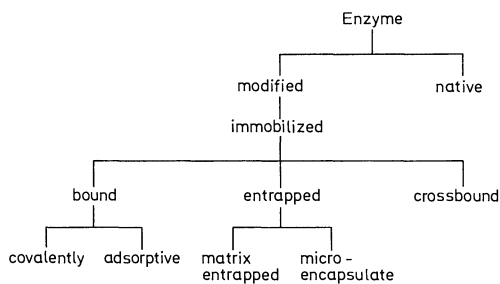 Enzyme
modified native
immobilized
bound entrapped crossbound
covalently adsorptive matrix micro-
entrapped encapsulate